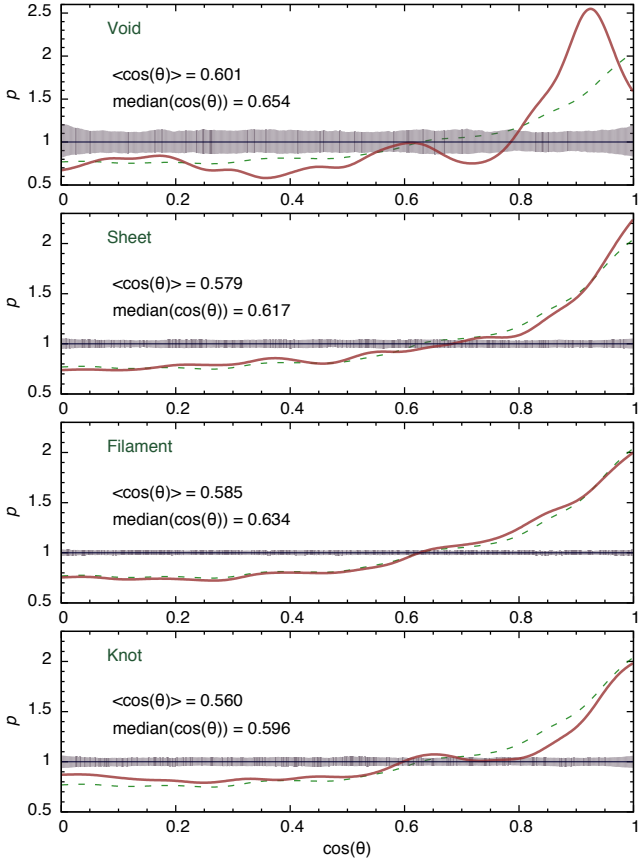 2.5
2
1.5
1
0.5
p
Void
<cos(θ)> = 0.601
median(cos(θ)) = 0.654
0
0.2
0.4
0.6
0.8
1
2
1.5
1
0.5
p
Sheet
<cos(θ)> = 0.579
median(cos(θ)) = 0.617
0
0.2
0.4
0.6
0.8
1
2
1.5
1
0.5
p
Filament
<cos(θ)> = 0.585
median(cos(θ)) = 0.634
0
0.2
0.4
0.6
0.8
1
2
1.5
1
0.5
p
Knot
<cos(θ)> = 0.560
median(cos(θ)) = 0.596
0
0.2
0.4
0.6
0.8
1
cos(θ)